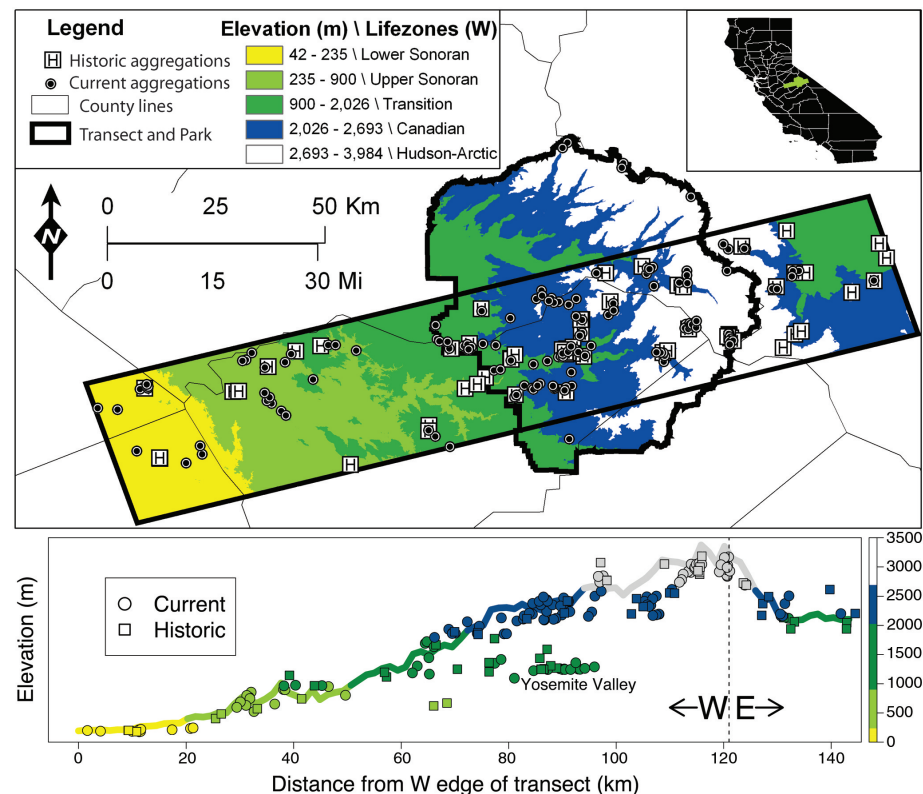 Legend
H Historic aggregations
Current aggregations
County lines
Transect and Park
Elevation (m) \ Lifezones (W)
42 - 235 \ Lower Sonoran
235 - 900 \ Upper Sonoran
900 - 2,026 \ Transition
2,026 - 2,693 \ Canadian
2,693 - 3,984 \ Hudson-Arctic
N
0 25 50 Km
0 15 30 Mi
Elevation (m)
Current
Historic
Yosemite Valley
W E
3500
3000
2500
2000
1500
1000
500
0
0 20 40 60 80 100 120 140
Distance from W edge of transect (km)